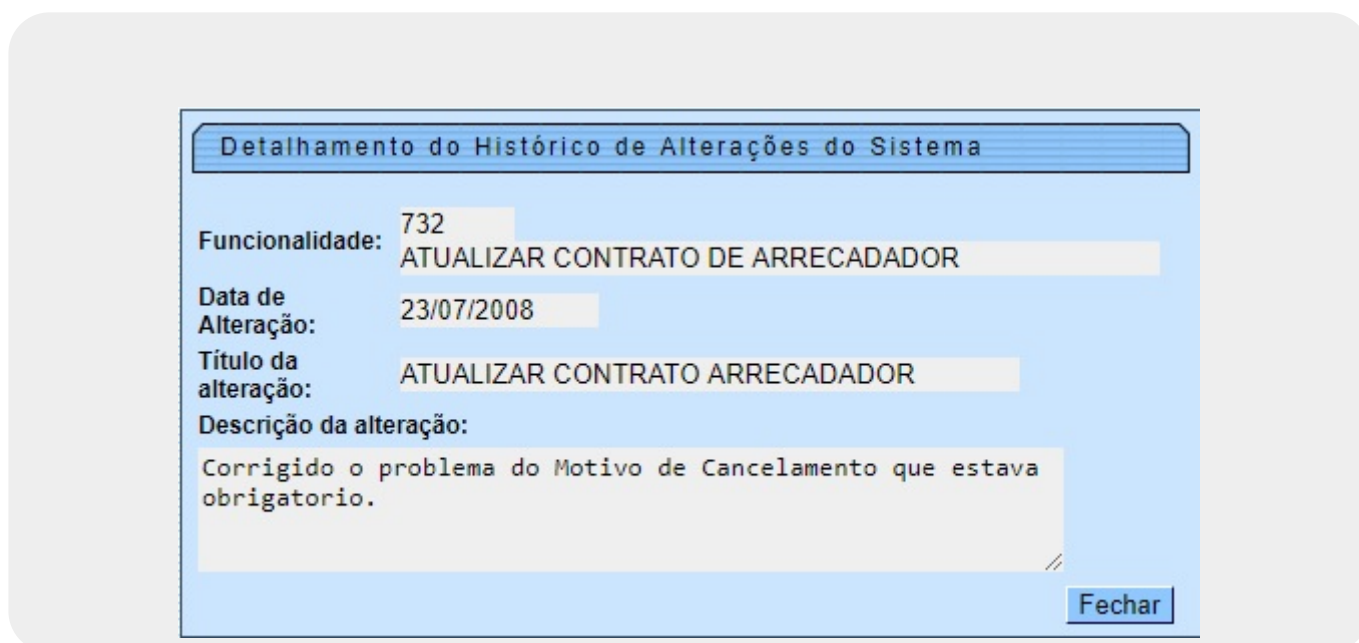 Detalhamento do Histórico de Alterações do Sistema
Funcionalidade:
732
ATUALIZAR CONTRATO DE ARRECADADOR
Data de
Alteração:
23/07/2008
Título da
alteração:
ATUALIZAR CONTRATO ARRECADADOR
Descrição da alteração:
Corrigido o problema do Motivo de Cancelamento que estava
obrigatorio.
Fechar